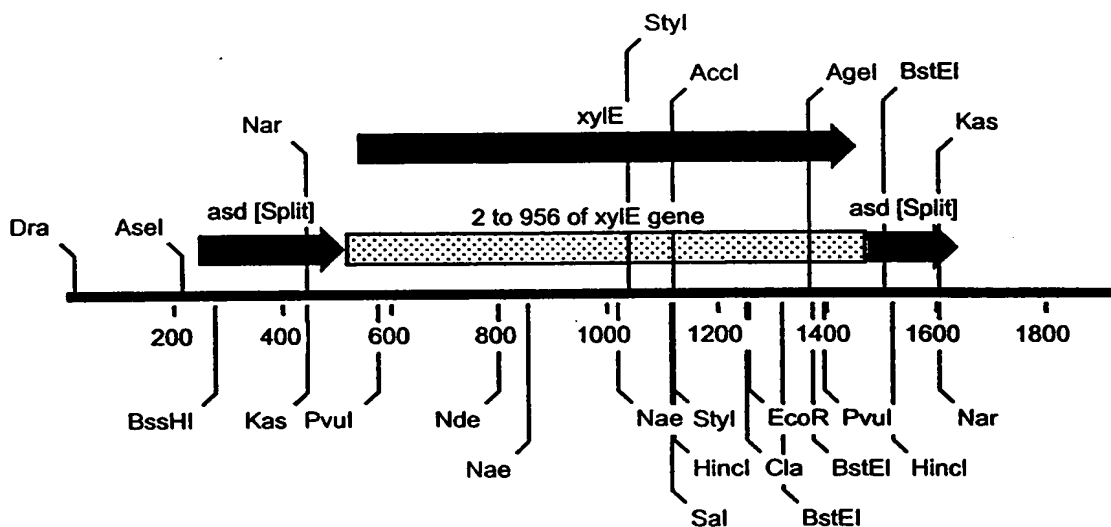 StyI
AccI
AgeI
BstEI
xylE
Nar
Kas
asd [Split]
2 to 956 of xylE gene
asd [Split]
Dra
AseI
200
400
600
800
1000
1200
1400
1600
1800
BssHI
Kas
PvuI
Nde
Nae
StyI
EcoR
PvuI
Nar
Nae
HincI
Cla
BstEI
HincI
Sal
BstEI